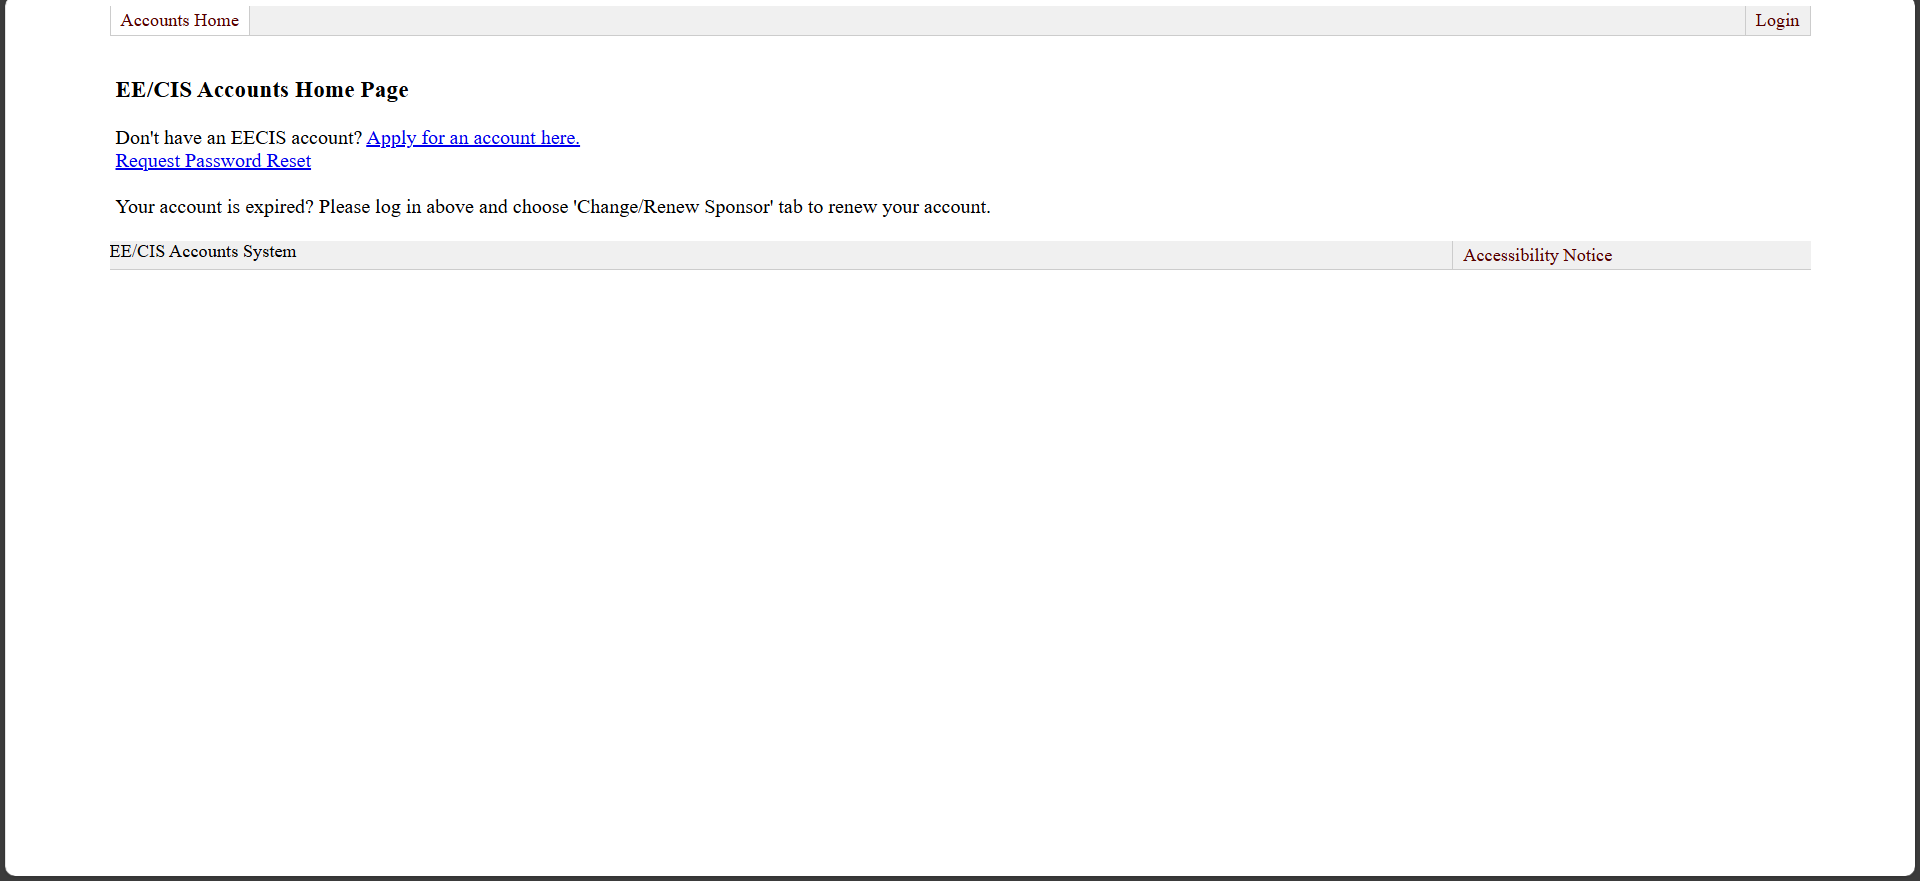 Accounts Home
Login
EE/CIS Accounts Home Page
Don't have an EECIS account? Apply for an account here.
Request Password Reset
Your account is expired? Please log in above and choose 'Change/Renew Sponsor' tab to renew your account.
EE/CIS Accounts System
Accessibility Notice